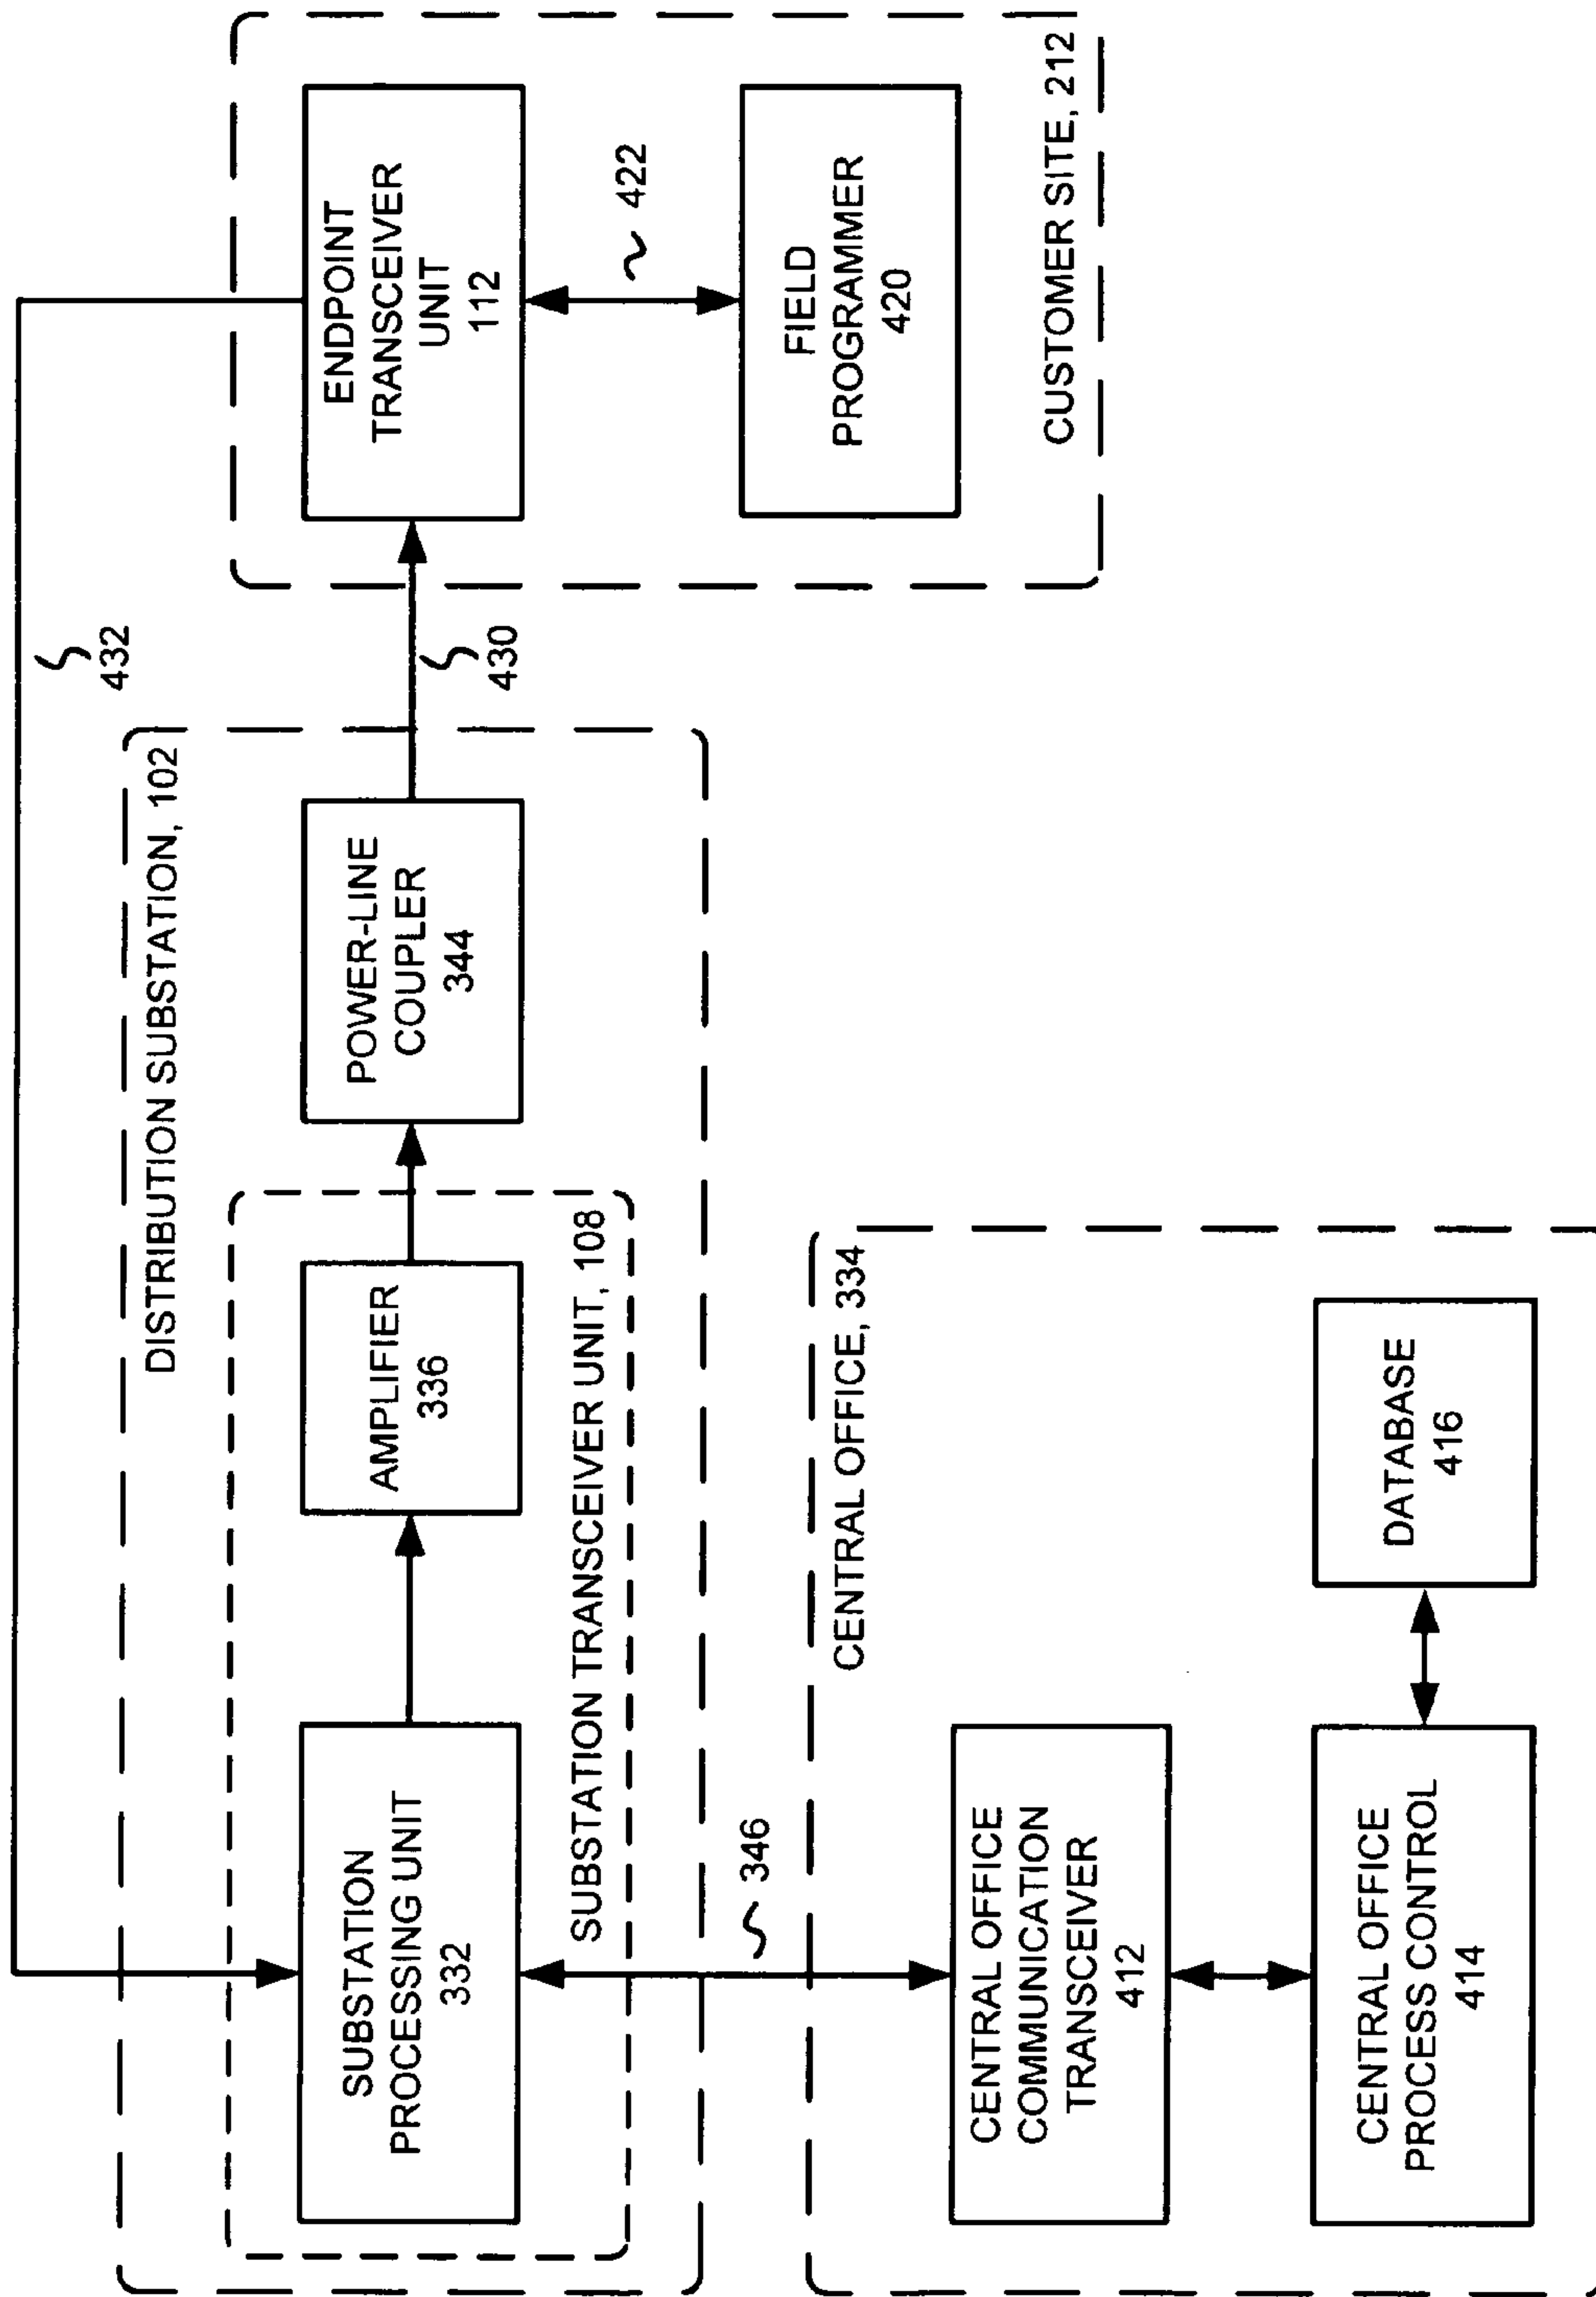 432
DISTRIBUTION SUBSTATION, 102
SUBSTATION
PROCESSING UNIT
332
AMPLIFIER
336
POWER-LINE
COUPLER
344
430
ENDPOINT
TRANSCEIVER
UNIT
112
SUBSTATION TRANSCEIVER UNIT, 108
422
346
FIELD
PROGRAMMER
420
CENTRAL OFFICE, 334
CENTRAL OFFICE
COMMUNICATION
TRANSCEIVER
412
CUSTOMER SITE, 212
CENTRAL OFFICE
PROCESS CONTROL
414
DATABASE
416